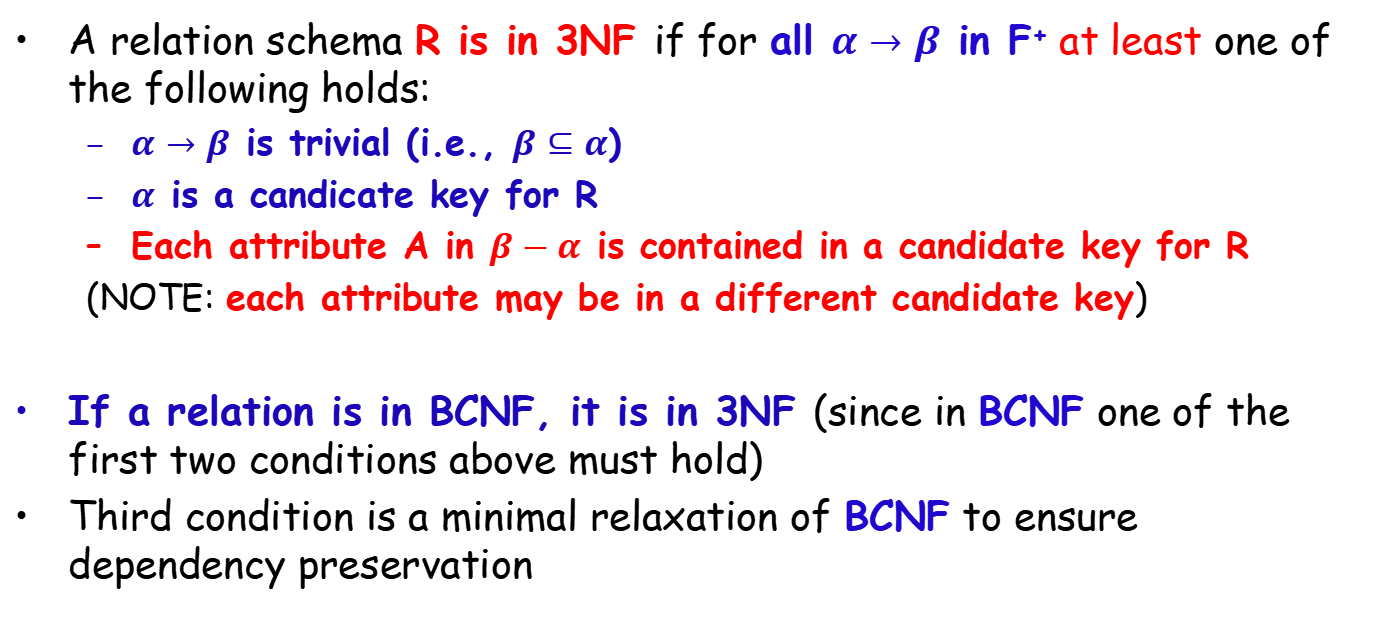 • A relation schema R is in 3NF if for all α → β in F⁺ at least one of
the following holds:
– α → β is trivial (i.e., β ⊆ α)
– α is a candicate key for R
– Each attribute A in β – α is contained in a candidate key for R
(NOTE: each attribute may be in a different candidate key)
• If a relation is in BCNF, it is in 3NF (since in BCNF one of the
first two conditions above must hold)
• Third condition is a minimal relaxation of BCNF to ensure
dependency preservation